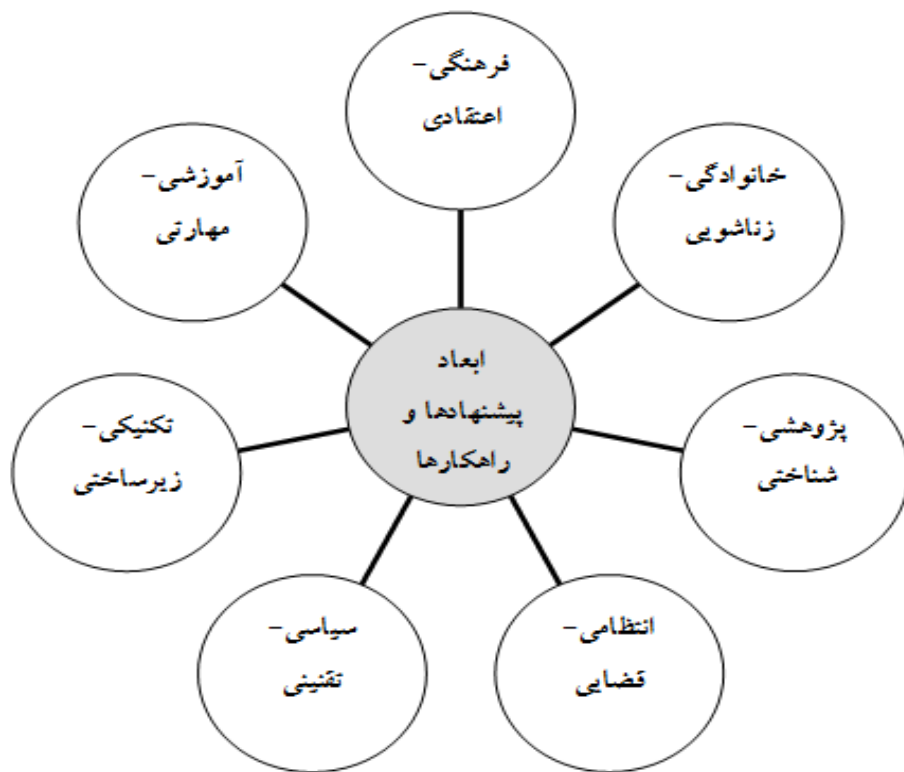 فرهنگی-
اعتقادی
خانوادگی-
زناشویی
پژوهشی-
شناختی
انتظامی-
قضایی
سیاسی-
تقنینی
تکنیکی-
زیرساختی
آموزشی-
مهارتی
ابعاد
پیشنهادها و
راهکارها